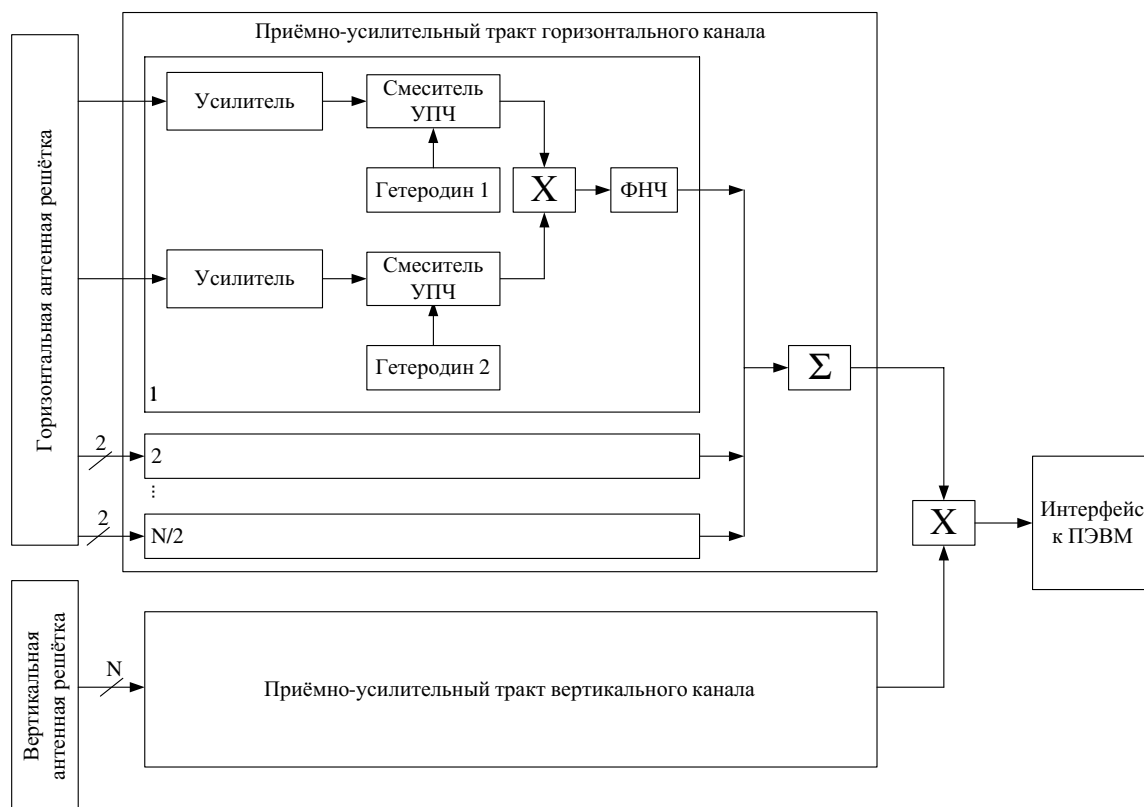 Приёмно-усилительный тракт горизонтального канала
Горизонтальная антенная решётка
Усилитель
Смеситель
УПЧ
Гетеродин 1
X
ФНЧ
Усилитель
Смеситель
УПЧ
Гетеродин 2
1
Σ
2
2
...
2
N/2
X
Интерфейс
к ПЭВМ
Вертикальная
антенная решётка
N
Приёмно-усилительный тракт вертикального канала